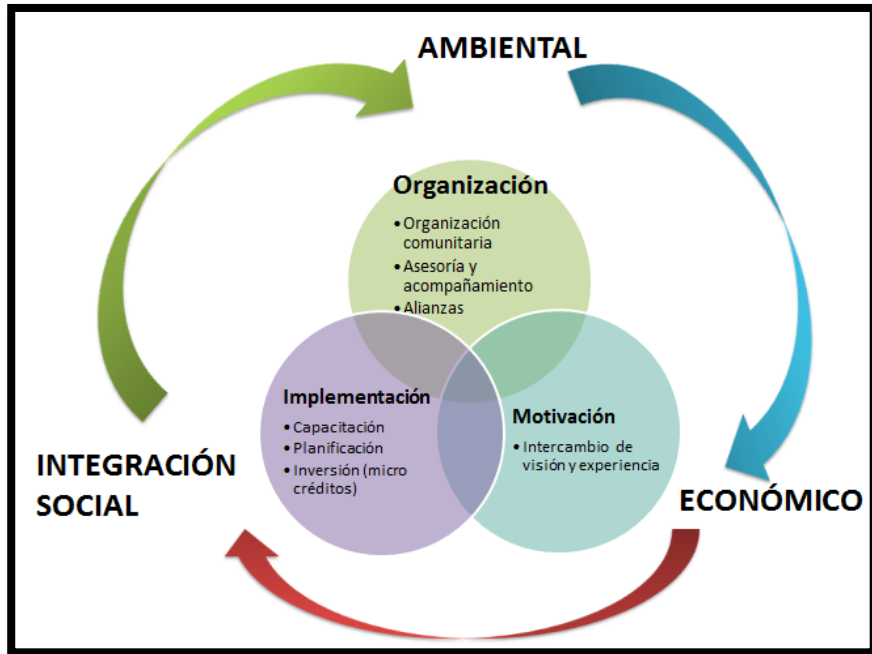 AMBIENTAL
Organización
• Organización
comunitaria
• Asesoría y
acompañamiento
• Alianzas
Implementación
• Capacitación
• Planificación
• Inversión (micro
créditos)
Motivación
• Intercambio de
visión y experiencia
INTEGRACIÓN
SOCIAL
ECONÓMICO